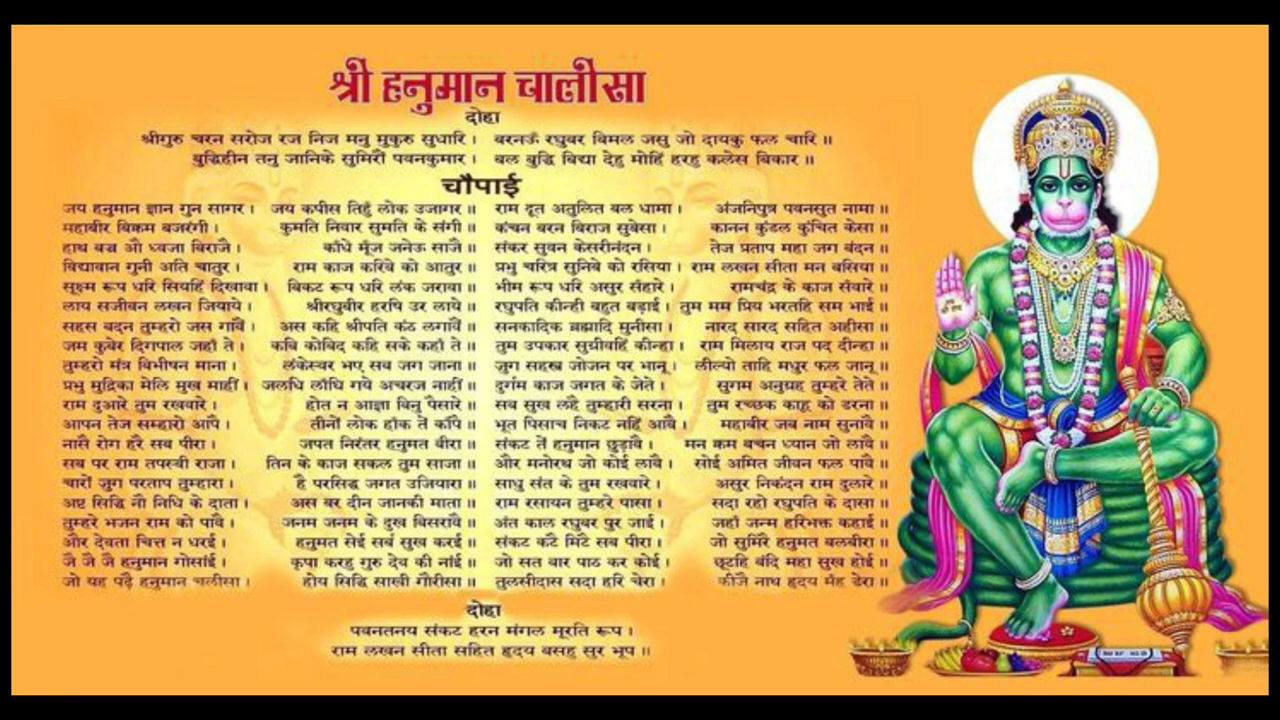 श्री हनुमान चालीसा
दोहा
श्रीगुरु चरन सरोज रज निज मनु मुकुरु सुधारि। बरनऊँ रघुबर बिमल जसु जो दायकु फल चारि॥
बुद्धिहीन तनु जानिके सुमिरौं पवनकुमार। बल बुद्धि बिद्या देहु मोहिं हरहु कलेस बिकार॥
चौपाई
जय हनुमान ज्ञान गुन सागर। जय कपीस तिहुँ लोक उजागर॥ राम दूत अतुलित बल धामा। अंजनिपुत्र पवनसुत नामा॥
महाबीर बिक्रम बजरंगी। कुमति निवार सुमति के संगी॥ कंचन बरन बिराज सुबेसा। कानन कुंडल कुंचित केसा॥
हाथ बज्र औ ध्वजा बिराजै। काँधे मूँज जनेऊ साजै॥ संकर सुवन केसरीनंदन। तेज प्रताप महा जग बंदन॥
बिद्यावान गुनी अति चातुर। राम काज करिबे को आतुर॥ प्रभु चरित्र सुनिबे को रसिया। राम लखन सीता मन बसिया॥
सूक्ष्म रूप धरि सियहिं दिखावा। बिकट रूप धरि लंक जरावा॥ भीम रूप धरि असुर सँहारे। रामचंद्र के काज सँवारे॥
लाय सजीवन लखन जियाये। श्रीरघुबीर हरषि उर लाये॥ रघुपति कीन्ही बहुत बड़ाई। तुम मम प्रिय भरतहि सम भाई॥
सहस बदन तुम्हरो जस गावैं। अस कहि श्रीपति कंठ लगावैं॥ सनकादिक ब्रह्मादि मुनीसा। नारद सारद सहित अहीसा॥
जम कुबेर दिगपाल जहाँ ते। कबि कोबिद कहि सके कहाँ ते॥ तुम उपकार सुग्रीवहिं कीन्हा। राम मिलाय राज पद दीन्हा॥
तुम्हरो मंत्र बिभीषन माना। लंकेस्वर भए सब जग जाना॥ जुग सहस्त्र जोजन पर भानू। लील्यो ताहि मधुर फल जानू॥
प्रभु मुद्रिका मेलि मुख माहीं। जलधि लाँघि गये अचरज नाहीं॥ दुर्गम काज जगत के जेते। सुगम अनुग्रह तुम्हरे तेते॥
राम दुआरे तुम रखवारे। होत न आज्ञा बिनु पैसारे॥ सब सुख लहै तुम्हारी सरना। तुम रच्छक काहू को डरना॥
आपन तेज सम्हारो आपै। तीनों लोक हाँक तें काँपै॥ भूत पिसाच निकट नहिं आवै। महाबीर जब नाम सुनावै॥
नासै रोग हरै सब पीरा। जपत निरंतर हनुमत बीरा॥ संकट तें हनुमान छुड़ावै। मन क्रम बचन ध्यान जो लावै॥
सब पर राम तपस्वी राजा। तिन के काज सकल तुम साजा॥ और मनोरथ जो कोई लावै। सोई अमित जीवन फल पावै॥
चारों जुग परताप तुम्हारा। है परसिद्ध जगत उजियारा॥ साधु संत के तुम रखवारे। असुर निकंदन राम दुलारे॥
अष्ट सिद्धि नौ निधि के दाता। अस बर दीन जानकी माता॥ राम रसायन तुम्हरे पासा। सदा रहो रघुपति के दासा॥
तुम्हरे भजन राम को पावै। जनम जनम के दुख बिसरावै॥ अंत काल रघुबर पुर जाई। जहाँ जन्म हरिभक्त कहाई॥
और देवता चित्त न धरई। हनुमत सेई सर्ब सुख करई॥ संकट कटै मिटै सब पीरा। जो सुमिरै हनुमत बलबीरा॥
जै जै जै हनुमान गोसांई। कृपा करहु गुरु देव की नांई॥ जो सत बार पाठ कर कोई। छूटहि बंदि महा सुख होई॥
जो यह पढ़ै हनुमान चलीसा। होय सिद्धि साखी गौरीसा॥ तुलसीदास सदा हरि चेरा। कीजै नाथ हृदय मँह डेरा॥
दोहा
पवनतनय संकट हरन मंगल मूरति रूप।
राम लखन सीता सहित हृदय बसहु सुर भूप॥